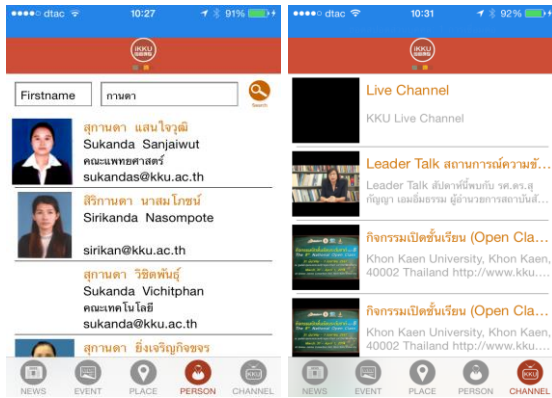 dtac 10:27 91%
iKKU
Firstname กานดา Search
สุกานดา แสนใจวุฒิ
Sukanda Sanjaiwut
คณะแพทยศาสตร์
sukandas@kku.ac.th
สิริกานดา นาสมโภชน์
Sirikanda Nasompote
sirikan@kku.ac.th
สุกานดา วิชิตพันธุ์
Sukanda Vichitphan
คณะเทคโนโลยี
sukanda@kku.ac.th
สุกานดา ยิ่งเจริญกิจขจร
NEWS EVENT PLACE PERSON CHANNEL
dtac 10:31 92%
iKKU
Live Channel
KKU Live Channel
Leader Talk สถานการณ์ความขั...
Leader Talk สัปดาห์นี้พบกับ รศ.ดร.สุ
กัญญา เอมอิ่มธรรม ผู้อำนวยการสถาบันสั...
กิจกรรมเปิดชั้นเรียน (Open Cla...
Khon Kaen University, Khon Kaen,
40002 Thailand http://www.kku....
กิจกรรมเปิดชั้นเรียน (Open Cla...
Khon Kaen University, Khon Kaen,
40002 Thailand http://www.kku....
NEWS EVENT PLACE PERSON CHANNEL